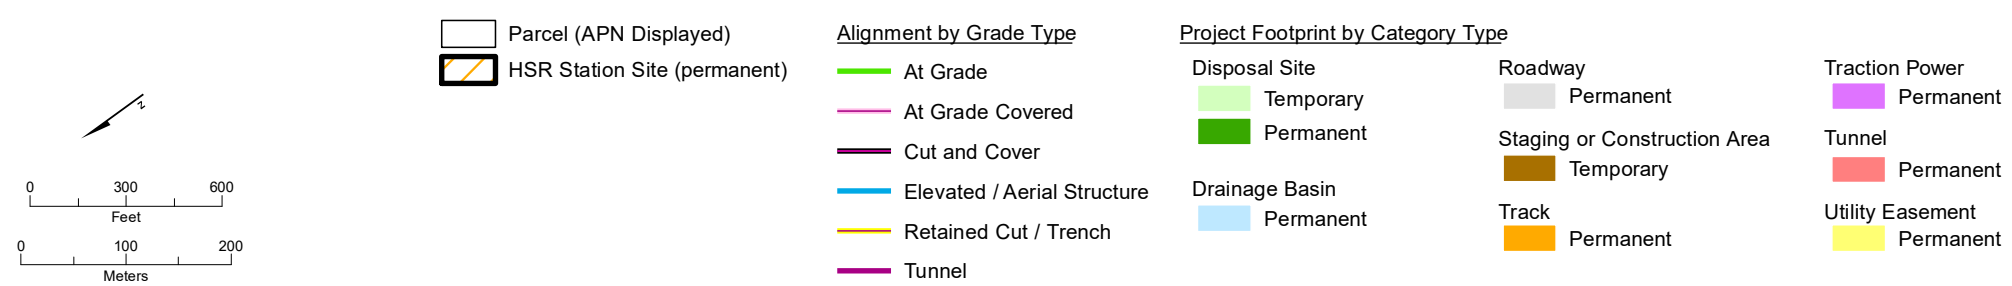 N
0 300 600
Feet
0 100 200
Meters
Parcel (APN Displayed)
HSR Station Site (permanent)
Alignment by Grade Type
At Grade
At Grade Covered
Cut and Cover
Elevated / Aerial Structure
Retained Cut / Trench
Tunnel
Project Footprint by Category Type
Disposal Site
Temporary
Permanent
Drainage Basin
Permanent
Roadway
Permanent
Staging or Construction Area
Temporary
Track
Permanent
Traction Power
Permanent
Tunnel
Permanent
Utility Easement
Permanent